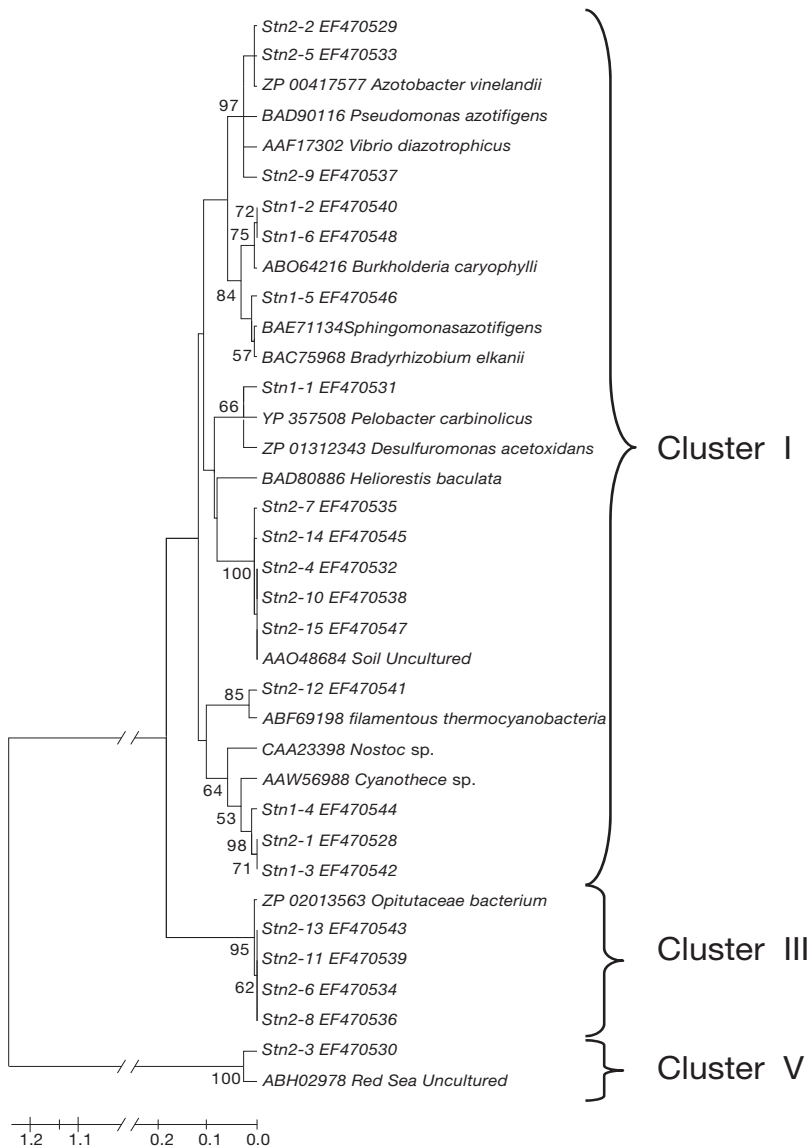 Stn2-2 EF470529
Stn2-5 EF470533
ZP 00417577 Azotobacter vinelandii
97
BAD90116 Pseudomonas azotifigens
AAF17302 Vibrio diazotrophicus
Stn2-9 EF470537
72
Stn1-2 EF470540
75
Stn1-6 EF470548
ABO64216 Burkholderia caryophylli
84
Stn1-5 EF470546
BAE71134Sphingomonasazotifigens
57
BAC75968 Bradyrhizobium elkanii
Stn1-1 EF470531
66
YP 357508 Pelobacter carbinolicus
ZP 01312343 Desulfuromonas acetoxidans
Cluster I
BAD80886 Heliorestis baculata
Stn2-7 EF470535
Stn2-14 EF470545
100
Stn2-4 EF470532
Stn2-10 EF470538
Stn2-15 EF470547
AAO48684 Soil Uncultured
85
Stn2-12 EF470541
ABF69198 filamentous thermocyanobacteria
CAA23398 Nostoc sp.
64
AAW56988 Cyanothece sp.
53
Stn1-4 EF470544
98
Stn2-1 EF470528
71
Stn1-3 EF470542
ZP 02013563 Opitutaceae bacterium
Stn2-13 EF470543
95
Stn2-11 EF470539
Cluster III
62
Stn2-6 EF470534
Stn2-8 EF470536
Stn2-3 EF470530
100
ABH02978 Red Sea Uncultured
Cluster V
1.2 1.1 0.2 0.1 0.0